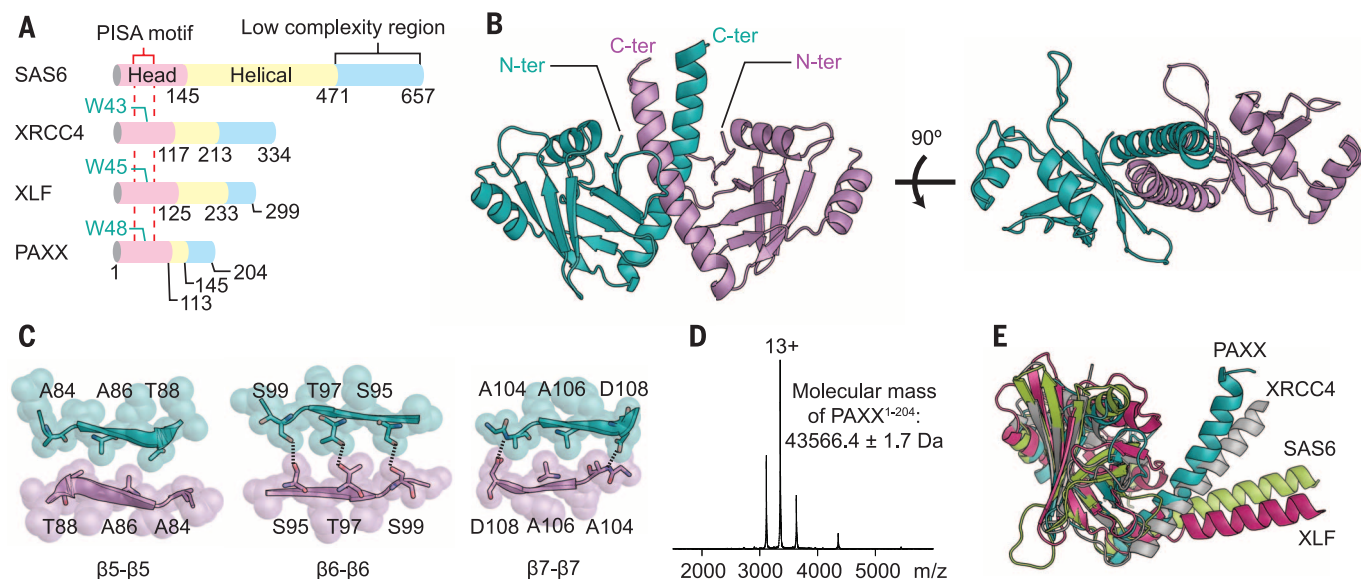 A
PISA motif
Low complexity region
SAS6
Head
Helical
145
471
657
W43
XRCC4
117
213
334
W45
XLF
125
233
299
W48
PAXX
1
113
145
204
B
C-ter
C-ter
N-ter
N-ter
90º
C
A84 A86 T88
T88 A86 A84
β5-β5
S99 T97 S95
S95 T97 S99
β6-β6
A104 A106 D108
D108 A106 A104
β7-β7
D
13+
Molecular mass
of PAXX¹⁻²⁰⁴:
43566.4 ± 1.7 Da
2000 3000 4000 5000 m/z
E
PAXX
XRCC4
SAS6
XLF